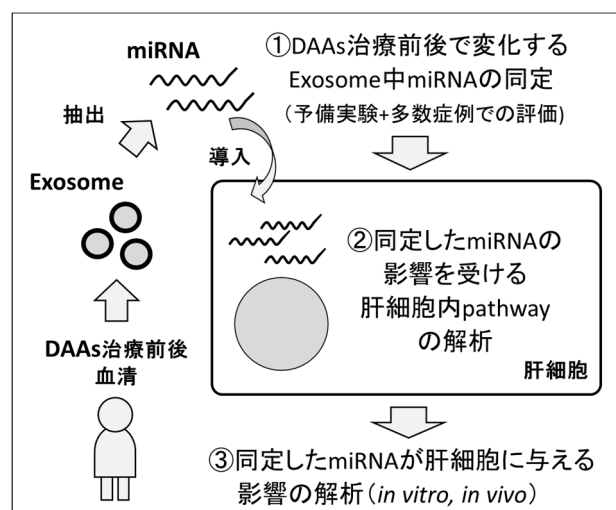 miRNA
①DAAs治療前後で変化する
Exosome中miRNAの同定
(予備実験+多数症例での評価)
抽出
導入
Exosome
②同定したmiRNAの
影響を受ける
肝細胞内pathway
の解析
肝細胞
DAAs治療前後
血清
③同定したmiRNAが肝細胞に与える
影響の解析(in vitro, in vivo)